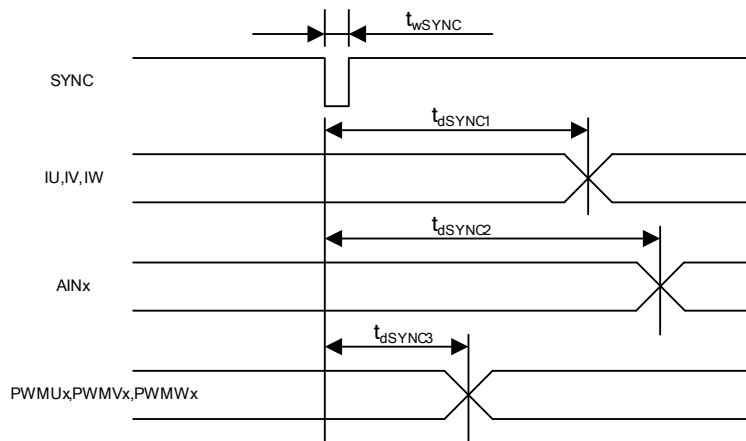 twSYNC
SYNC
tdSYNC1
IU,IV,IW
tdSYNC2
AINx
tdSYNC3
PWMUx,PWMVx,PWMWx